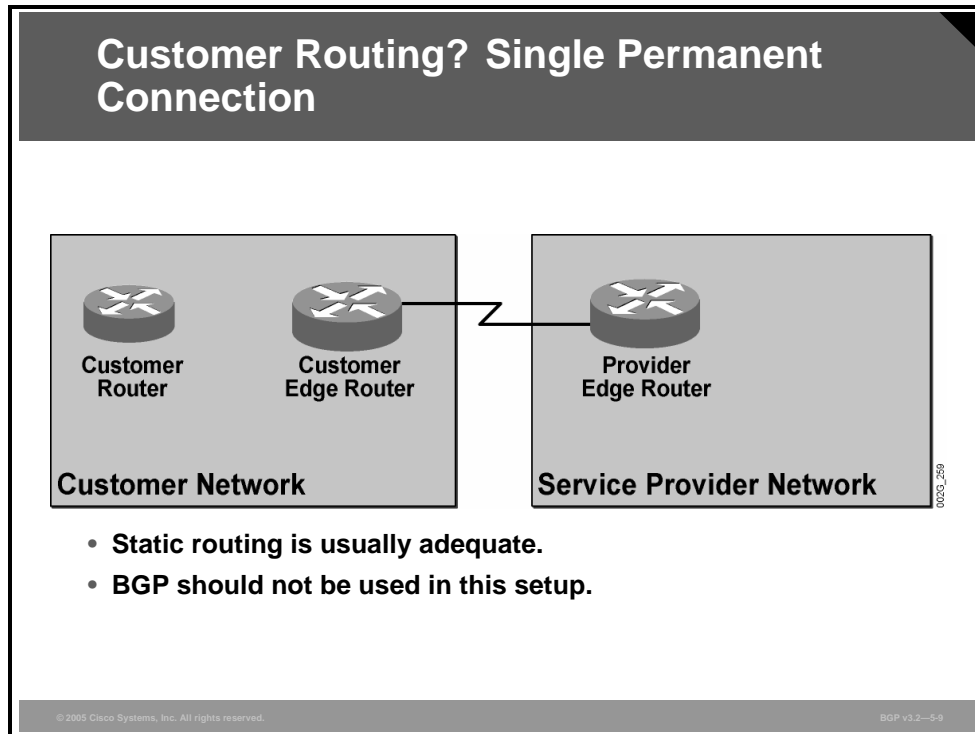 Customer Routing? Single Permanent
Connection
Customer
Router
Customer
Edge Router
Provider
Edge Router
Customer Network
Service Provider Network
002G_259
• Static routing is usually adequate.
• BGP should not be used in this setup.
© 2005 Cisco Systems, Inc. All rights reserved.
BGP v3.2—5-9